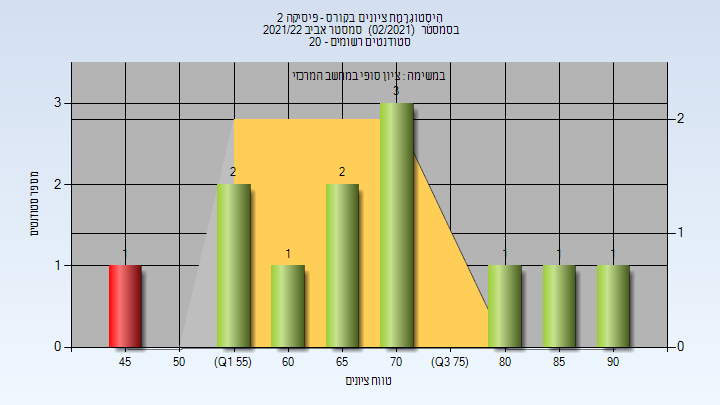 היסטוגרמת ציונים בקורס - פיסיקה 2
בסמסטר (02/2021) סמסטר אביב 2021/22
סטודנטים רשומים - 20
במשימה : ציון סופי במחשב המרכזי
3
2
1
0
2
1
0
מספר סטודנטים
1
2
1
2
3
1
1
1
45
50
(Q1 55)
60
65
70
(Q3 75)
80
85
90
טווח ציונים